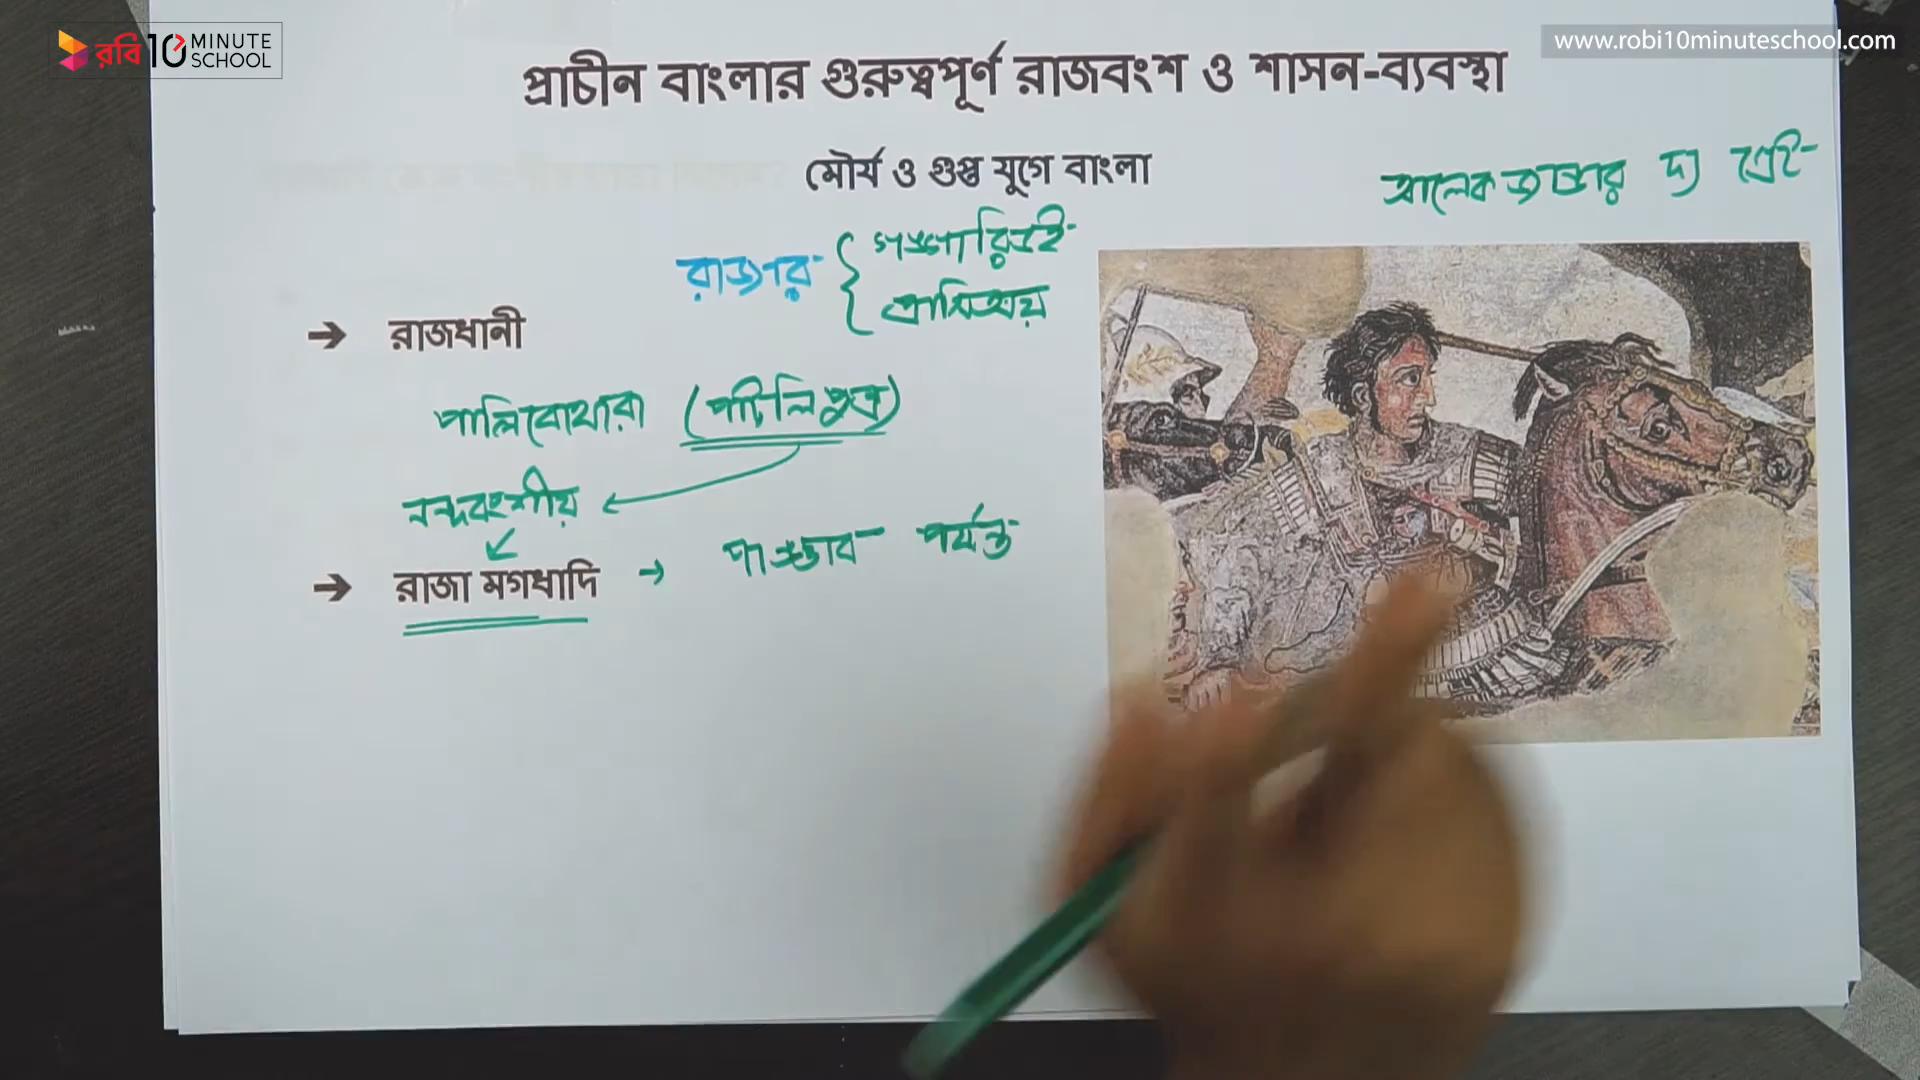 রবি 10 MINUTE SCHOOL
www.robi10minuteschool.com
প্রাচীন বাংলার গুরুত্বপূর্ণ রাজবংশ ও শাসন-ব্যবস্থা
মৌর্য ও গুপ্ত যুগে বাংলা
আলেকজান্ডার দ্য গ্রেট
রাজার { গঙ্গারিডই
➔ রাজধানী
পালিবোথরা (পাটলিপুত্র)
নন্দবংশীয়
➔ রাজা মগধাদি → পাঞ্জাব পর্যন্ত